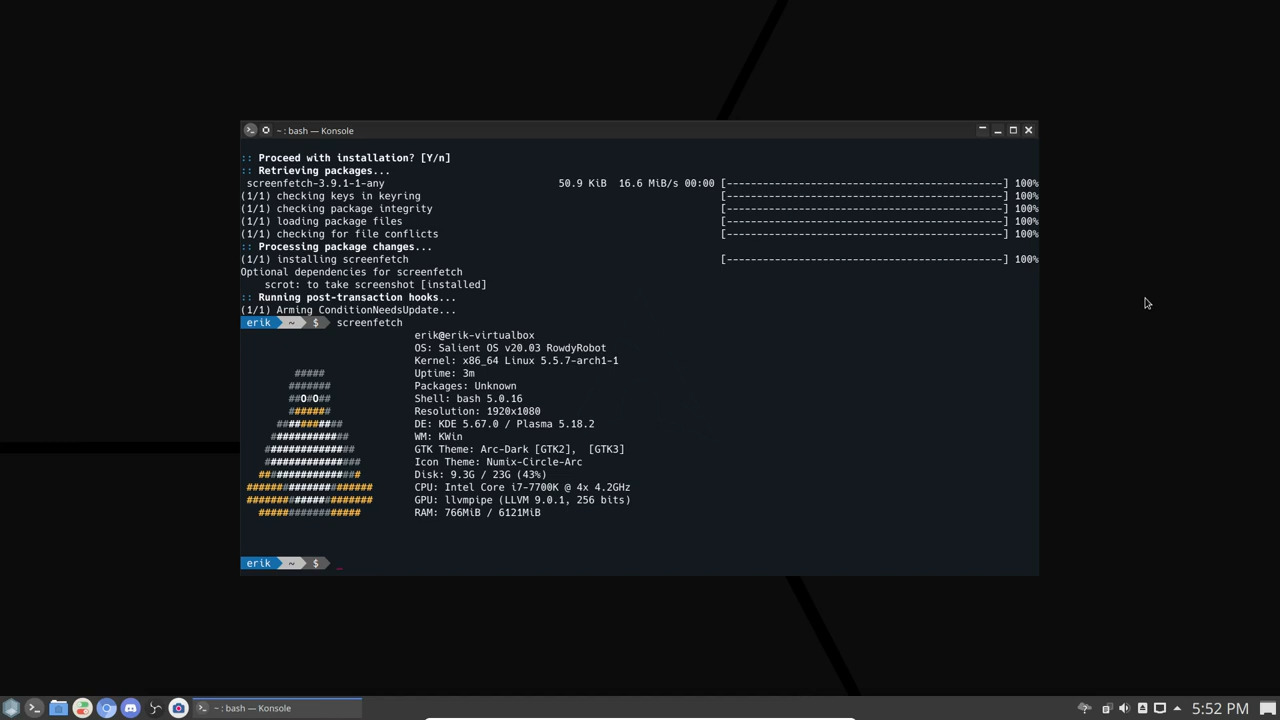 ~ : bash — Konsole
:: Proceed with installation? [Y/n]
:: Retrieving packages...
screenfetch-3.9.1-1-any 50.9 KiB 16.6 MiB/s 00:00 [----------------------------------------------] 100%
(1/1) checking keys in keyring [----------------------------------------------] 100%
(1/1) checking package integrity [----------------------------------------------] 100%
(1/1) loading package files [----------------------------------------------] 100%
(1/1) checking for file conflicts [----------------------------------------------] 100%
:: Processing package changes...
(1/1) installing screenfetch [----------------------------------------------] 100%
Optional dependencies for screenfetch
scrot: to take screenshot [installed]
:: Running post-transaction hooks...
(1/1) Arming ConditionNeedsUpdate...
erik ~ $ screenfetch
erik@erik-virtualbox
OS: Salient OS v20.03 RowdyRobot
Kernel: x86_64 Linux 5.5.7-arch1-1
##### Uptime: 3m
####### Packages: Unknown
##O#O## Shell: bash 5.0.16
####### Resolution: 1920x1080
########### DE: KDE 5.67.0 / Plasma 5.18.2
############# WM: KWin
############### GTK Theme: Arc-Dark [GTK2], [GTK3]
################ Icon Theme: Numix-Circle-Arc
################# Disk: 9.3G / 23G (43%)
##################### CPU: Intel Core i7-7700K @ 4x 4.2GHz
##################### GPU: llvmpipe (LLVM 9.0.1, 256 bits)
################# RAM: 766MiB / 6121MiB
erik ~ $ _
~ : bash — Konsole
5:52 PM